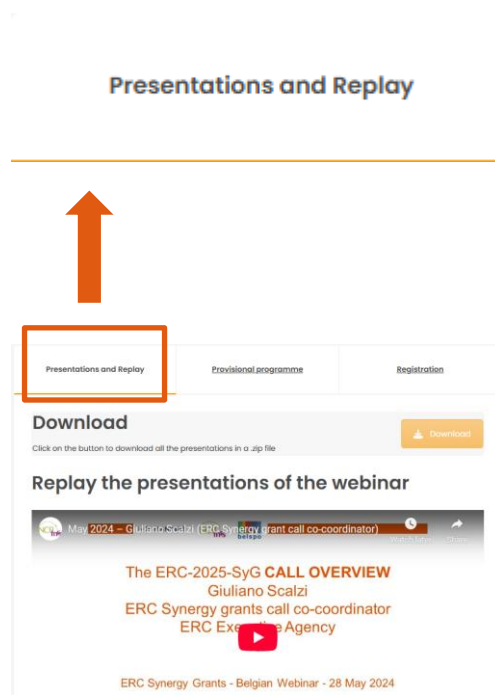 Presentations and Replay
Presentations and Replay Provisional programme Registration
Download
Click on the button to download all the presentations in a .zip file
Download
Replay the presentations of the webinar
May 2024 – Giuliano Scalzi (ERC Synergy grant call co-coordinator)
belspo
Watch later Share
The ERC-2025-SyG CALL OVERVIEW
Giuliano Scalzi
ERC Synergy grants call co-coordinator
ERC Executive Agency
ERC Synergy Grants - Belgian Webinar - 28 May 2024